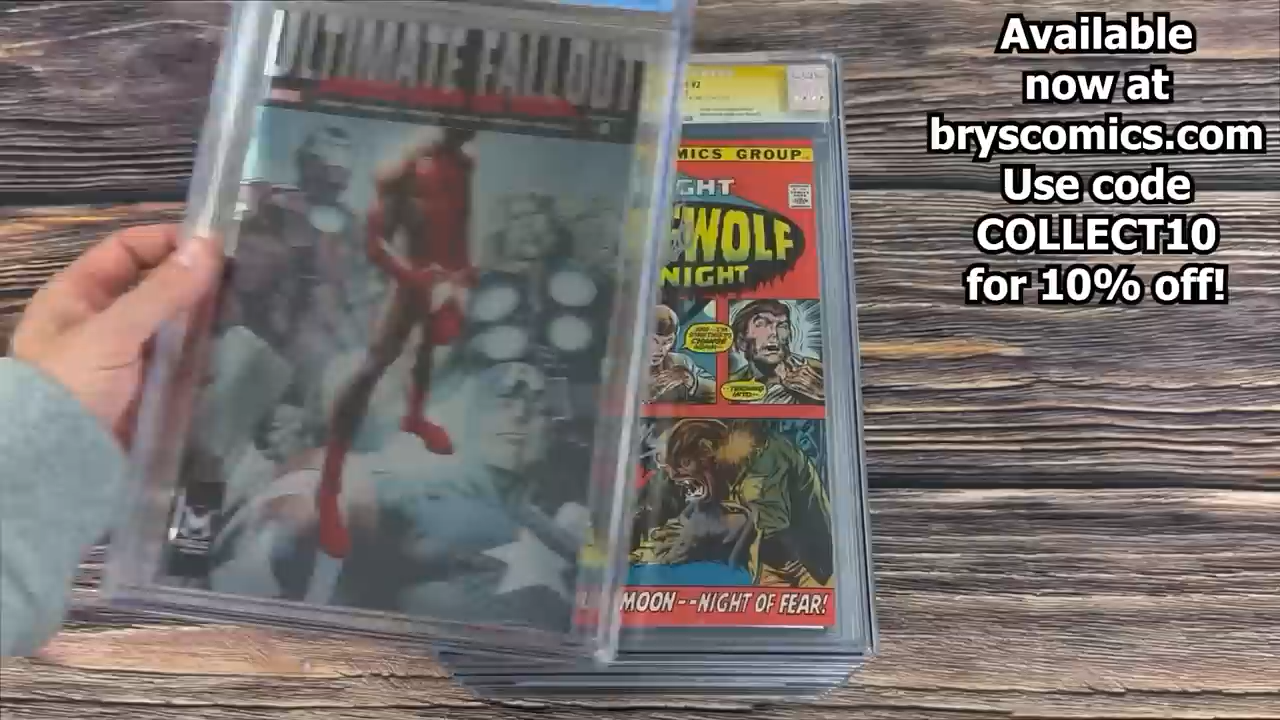 ULTIMATE FALLOUT
Available
now at
bryscomics.com
Use code
COLLECT10
for 10% off!
MICS GROUP
GHT
WOLF
NIGHT
MOON--NIGHT OF FEAR!